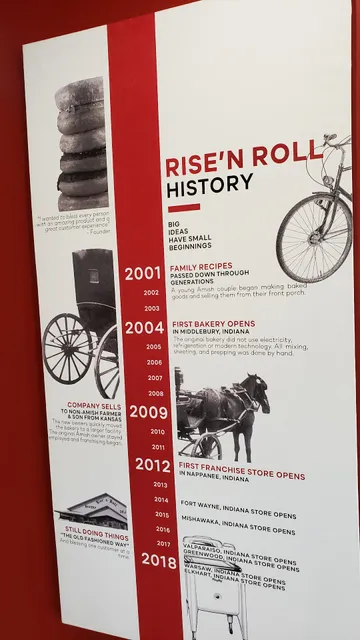 RISE'N ROLL
HISTORY
BIG
IDEAS
HAVE SMALL
BEGINNINGS
"I wanted to bless every person
with an amazing product and a
great customer experience"
- Founder
2001
FAMILY RECIPES
PASSED DOWN THROUGH
GENERATIONS
A young Amish couple began making baked
goods and selling them from their front porch.
2002
2003
2004
FIRST BAKERY OPENS
IN MIDDLEBURY, INDIANA
The original bakery did not use electricity,
refrigeration or modern technology. All mixing,
sheeting, and prepping was done by hand.
2005
2006
2007
2008
COMPANY SELLS
TO NON-AMISH FARMER
& SON FROM KANSAS
The new owners quickly moved
the bakery to a larger facility.
The original Amish owner stayed
employed and franchising began.
2009
2010
2011
2012
FIRST FRANCHISE STORE OPENS
IN NAPPANEE, INDIANA
2013
2014
FORT WAYNE, INDIANA STORE OPENS
2015
MISHAWAKA, INDIANA STORE OPENS
2016
STILL DOING THINGS
"THE OLD FASHIONED WAY"
And blessing one customer at a
time.
2017
VALPARAISO, INDIANA STORE OPENS
GREENWOOD, INDIANA STORE OPENS
2018
WARSAW, INDIANA STORE OPENS
ELKHART, INDIANA STORE OPENS